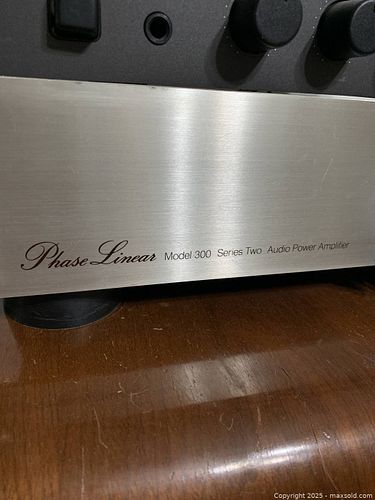 Phase Linear Model 300 Series Two Audio Power Amplifier
Copyright 2025 - maxsold.com